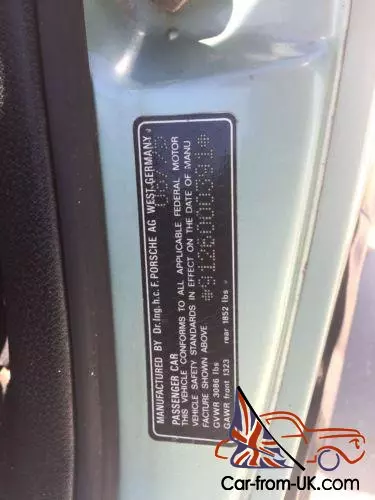 MANUFACTURED BY Dr. Ing. h.c. F. PORSCHE AG WEST-GERMANY
PASSENGER CAR
THIS VEHICLE CONFORMS TO ALL APPLICABLE FEDERAL MOTOR
VEHICLE SAFETY STANDARDS IN EFFECT ON THE DATE OF MANU
FACTURE SHOWN ABOVE
GVWR 3086 lbs
GAWR front 1323 rear 1852 lbs
Car-from-UK.com